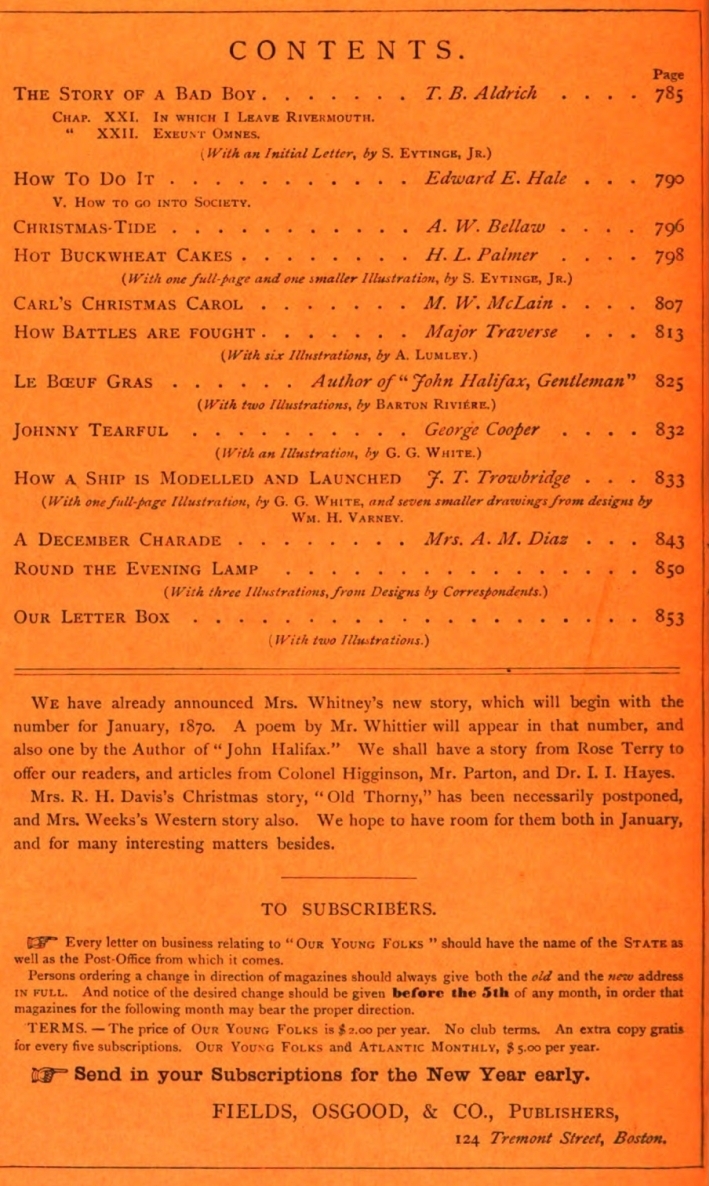 CONTENTS.
Page
THE STORY OF A BAD BOY . . . . . . . T. B. Aldrich . . . . 785
CHAP. XXI. IN WHICH I LEAVE RIVERMOUTH.
“ XXII. EXEUNT OMNES.
(With an Initial Letter, by S. EYTINGE, JR.)
HOW TO DO IT . . . . . . . . . . . Edward E. Hale . . . 790
V. HOW TO GO INTO SOCIETY.
CHRISTMAS-TIDE . . . . . . . . . . A. W. Bellaw . . . . 796
HOT BUCKWHEAT CAKES . . . . . . . . H. L. Palmer . . . . 798
(With one full-page and one smaller Illustration, by S. EYTINGE, JR.)
CARL'S CHRISTMAS CAROL . . . . . . . M. W. McLain . . . . 807
HOW BATTLES ARE FOUGHT . . . . . . . Major Traverse . . . 813
(With six Illustrations, by A. LUMLEY.)
LE BŒUF GRAS . . . . . . Author of “John Halifax, Gentleman” 825
(With two Illustrations, by BARTON RIVIÉRE.)
JOHNNY TEARFUL . . . . . . . . . . George Cooper . . . . 832
(With an Illustration, by G. G. WHITE.)
HOW A SHIP IS MODELLED AND LAUNCHED J. T. Trowbridge . . . 833
(With one full-page Illustration, by G. G. WHITE, and seven smaller drawings from designs by
WM. H. VARNEY.
A DECEMBER CHARADE . . . . . . . . Mrs. A. M. Diaz . . . 843
ROUND THE EVENING LAMP . . . . . . . . . . . . . . . . 850
(With three Illustrations, from Designs by Correspondents.)
OUR LETTER BOX . . . . . . . . . . . . . . . . . . . . 853
(With two Illustrations.)
WE have already announced Mrs. Whitney's new story, which will begin with the
number for January, 1870. A poem by Mr. Whittier will appear in that number, and
also one by the Author of “John Halifax.” We shall have a story from Rose Terry to
offer our readers, and articles from Colonel Higginson, Mr. Parton, and Dr. I. I. Hayes.
Mrs. R. H. Davis's Christmas story, “Old Thorny,” has been necessarily postponed,
and Mrs. Weeks's Western story also. We hope to have room for them both in January,
and for many interesting matters besides.
TO SUBSCRIBERS.
☞ Every letter on business relating to “OUR YOUNG FOLKS” should have the name of the STATE as
well as the Post-Office from which it comes.
Persons ordering a change in direction of magazines should always give both the old and the new address
IN FULL. And notice of the desired change should be given before the 5th of any month, in order that
magazines for the following month may bear the proper direction.
TERMS. — The price of OUR YOUNG FOLKS is $2.00 per year. No club terms. An extra copy gratis
for every five subscriptions. OUR YOUNG FOLKS and ATLANTIC MONTHLY, $5.00 per year.
☞ Send in your Subscriptions for the New Year early.
FIELDS, OSGOOD, & CO., PUBLISHERS,
124 Tremont Street, Boston.